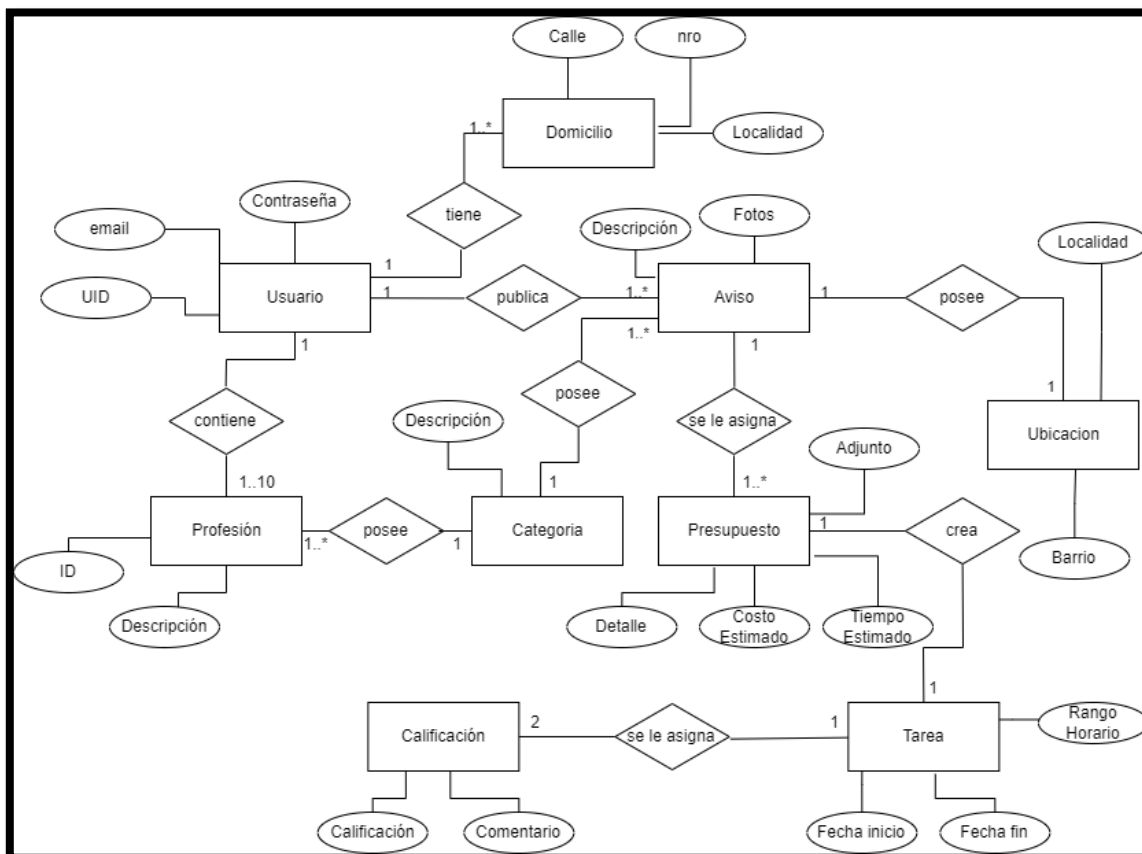 Calle
nro
1..*
Domicilio
Localidad
Contraseña
tiene
Descripción
Fotos
email
Localidad
1
UID
Usuario
1
publica
1..*
Aviso
1
posee
1
1..*
1
contiene
posee
se le asigna
1
Descripción
Ubicacion
Adjunto
1..10
1
1..*
Profesión
1..*
posee
1
Categoria
Presupuesto
1
crea
ID
Barrio
Descripción
Detalle
Costo
Estimado
Tiempo
Estimado
1
Calificación
2
se le asigna
1
Tarea
Rango
Horario
Calificación
Comentario
Fecha inicio
Fecha fin